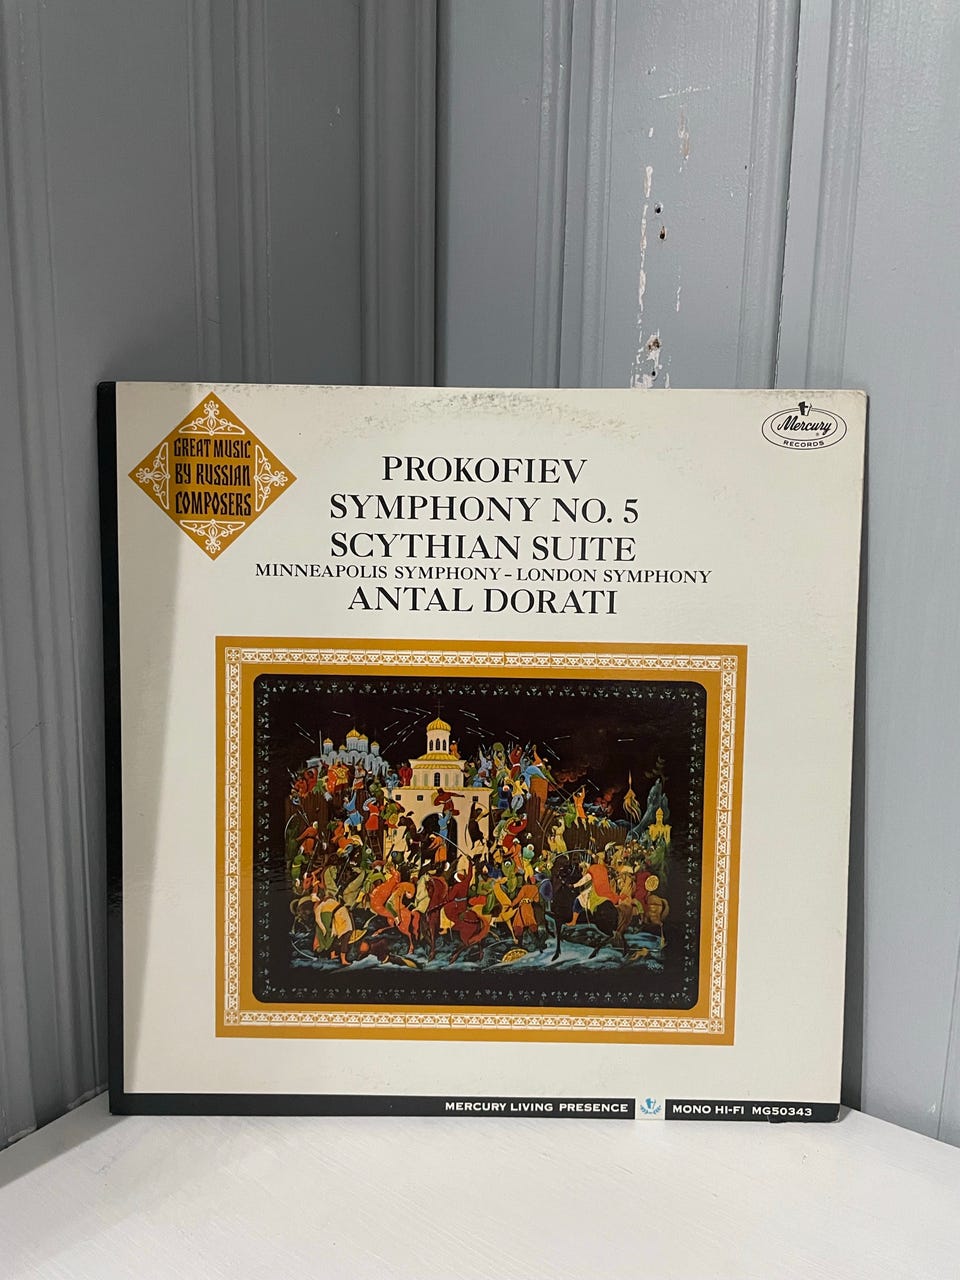 GREAT MUSIC
BY RUSSIAN
COMPOSERS
Mercury
RECORDS
PROKOFIEV
SYMPHONY NO. 5
SCYTHIAN SUITE
MINNEAPOLIS SYMPHONY – LONDON SYMPHONY
ANTAL DORATI
MERCURY LIVING PRESENCE MONO HI-FI MG50343